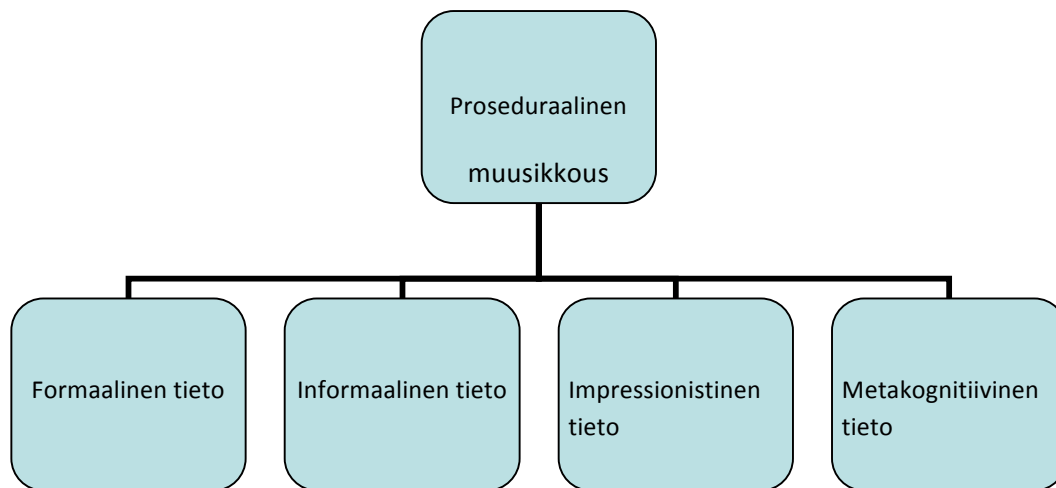 Proseduraalinen
muusikkous
Formaalinen tieto
Informaalinen tieto
Impressionistinen
tieto
Metakognitiivinen
tieto